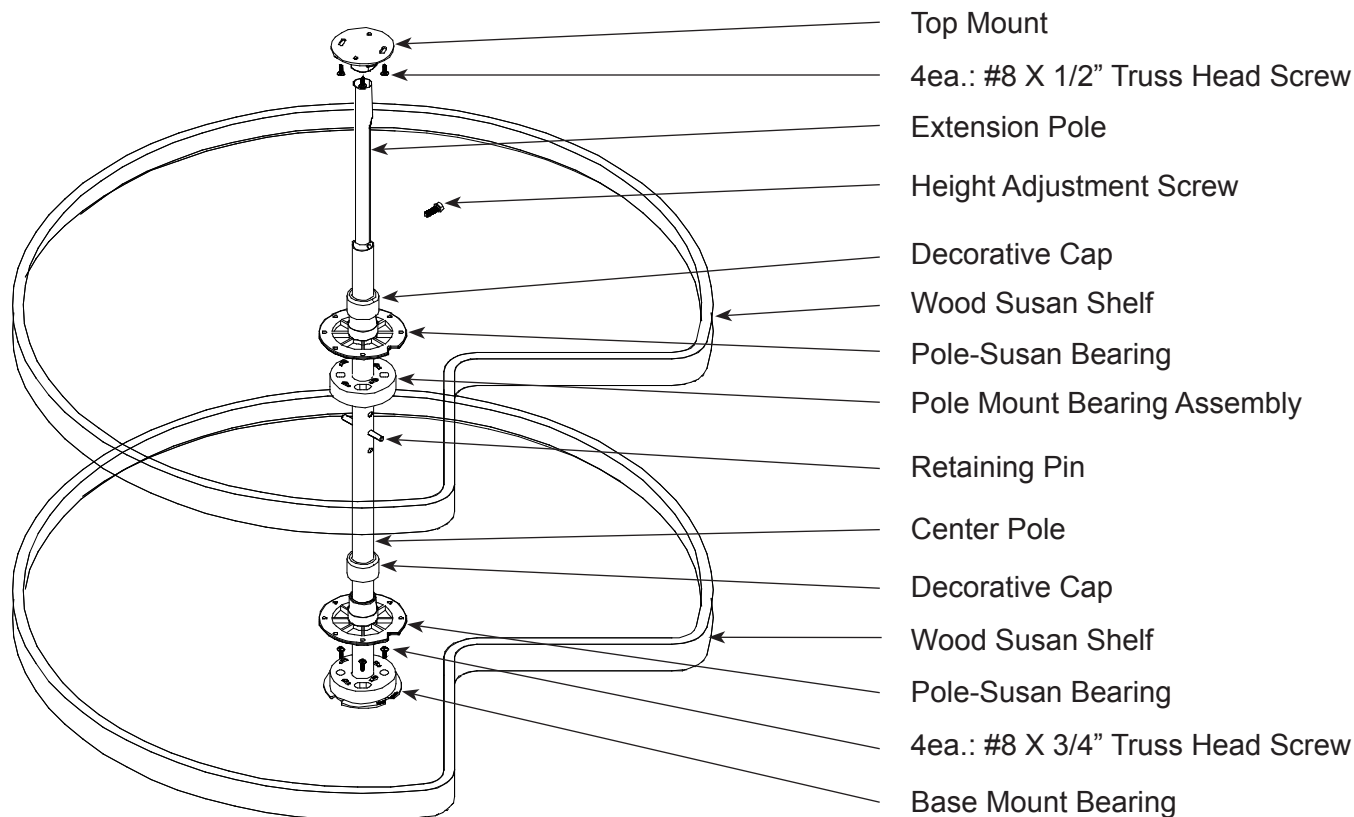 Top Mount
4ea.: #8 X 1/2” Truss Head Screw
Extension Pole
Height Adjustment Screw
Decorative Cap
Wood Susan Shelf
Pole-Susan Bearing
Pole Mount Bearing Assembly
Retaining Pin
Center Pole
Decorative Cap
Wood Susan Shelf
Pole-Susan Bearing
4ea.: #8 X 3/4” Truss Head Screw
Base Mount Bearing